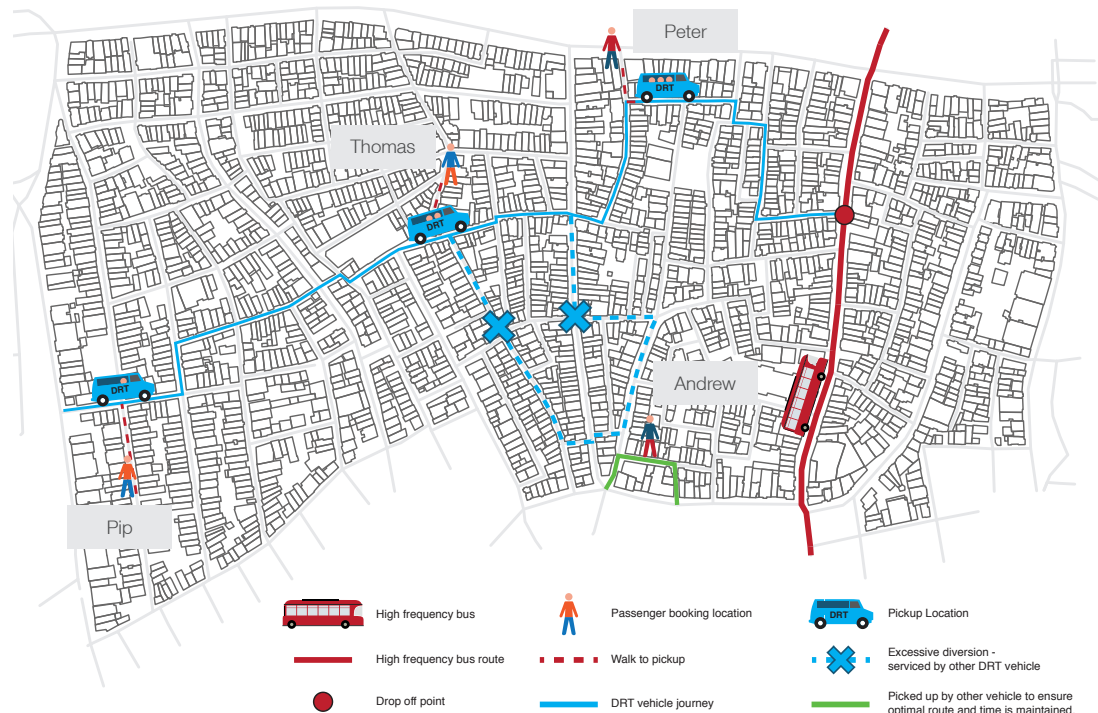 Peter
DRT
Thomas
DRT
Andrew
DRT
Pip
High frequency bus
Passenger booking location
DRT
Pickup Location
High frequency bus route
Walk to pickup
Excessive diversion -
serviced by other DRT vehicle
Drop off point
DRT vehicle journey
Picked up by other vehicle to ensure
optimal route and time is maintained.